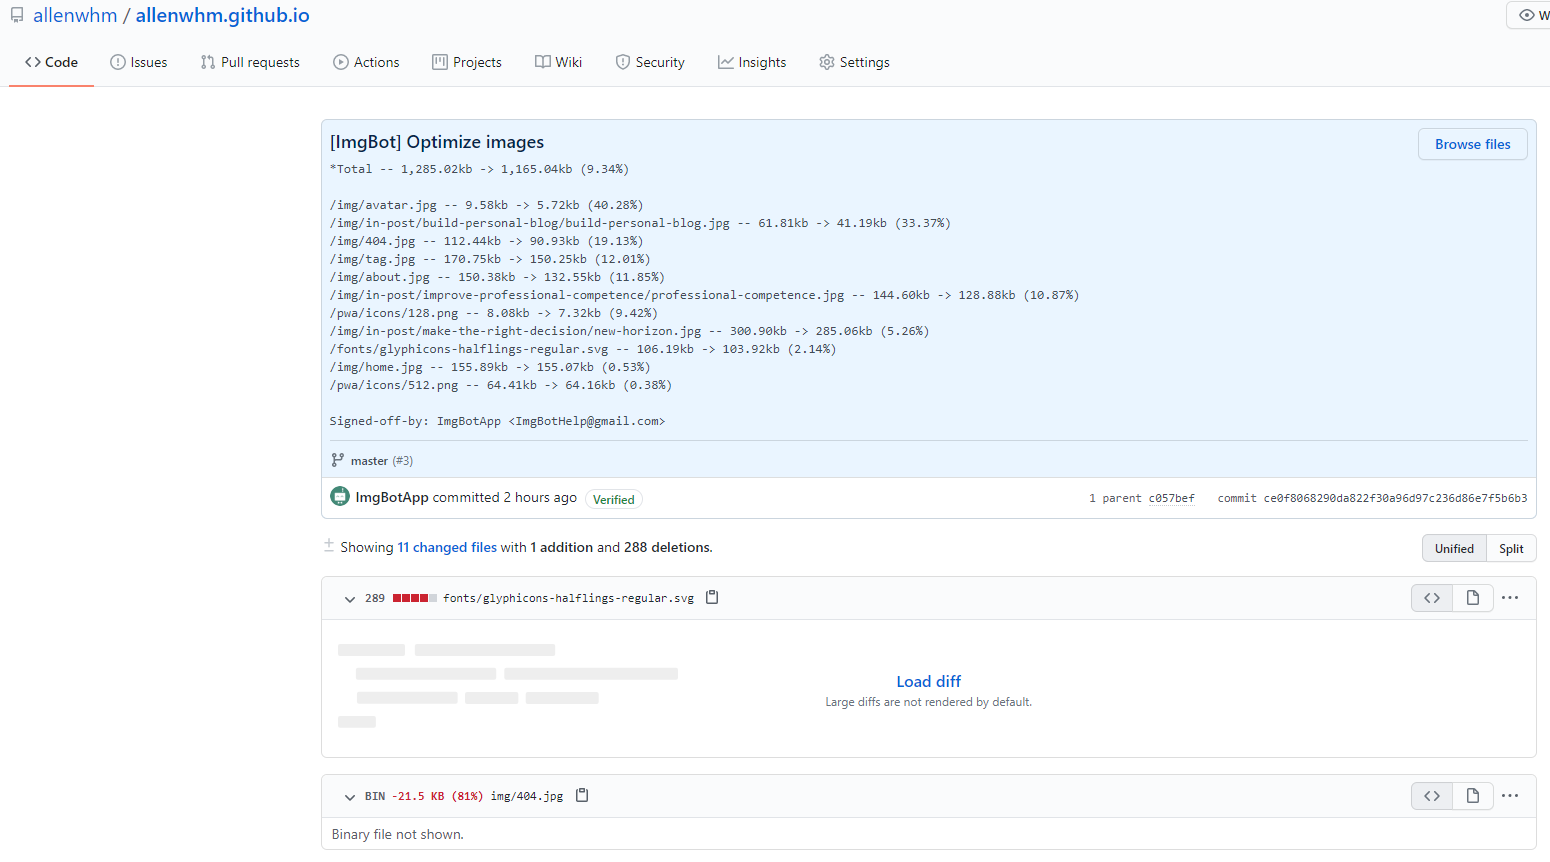 allenwhm / allenwhm.github.io
W
Code
Issues
Pull requests
Actions
Projects
Wiki
Security
Insights
Settings
[ImgBot] Optimize images
Browse files
*Total -- 1,285.02kb -> 1,165.04kb (9.34%)
/img/avatar.jpg -- 9.58kb -> 5.72kb (40.28%)
/img/in-post/build-personal-blog/build-personal-blog.jpg -- 61.81kb -> 41.19kb (33.37%)
/img/404.jpg -- 112.44kb -> 90.93kb (19.13%)
/img/tag.jpg -- 170.75kb -> 150.25kb (12.01%)
/img/about.jpg -- 150.38kb -> 132.55kb (11.85%)
/img/in-post/improve-professional-competence/professional-competence.jpg -- 144.60kb -> 128.88kb (10.87%)
/pwa/icons/128.png -- 8.08kb -> 7.32kb (9.42%)
/img/in-post/make-the-right-decision/new-horizon.jpg -- 300.90kb -> 285.06kb (5.26%)
/fonts/glyphicons-halflings-regular.svg -- 106.19kb -> 103.92kb (2.14%)
/img/home.jpg -- 155.89kb -> 155.07kb (0.53%)
/pwa/icons/512.png -- 64.41kb -> 64.16kb (0.38%)
Signed-off-by: ImgBotApp <ImgBotHelp@gmail.com>
master (#3)
ImgBotApp committed 2 hours ago Verified
1 parent c057bef commit ce0f8068290da822f30a96d97c236d86e7f5b6b3
Showing 11 changed files with 1 addition and 288 deletions.
Unified Split
289 fonts/glyphicons-halflings-regular.svg
Load diff
Large diffs are not rendered by default.
BIN -21.5 KB (81%) img/404.jpg
Binary file not shown.